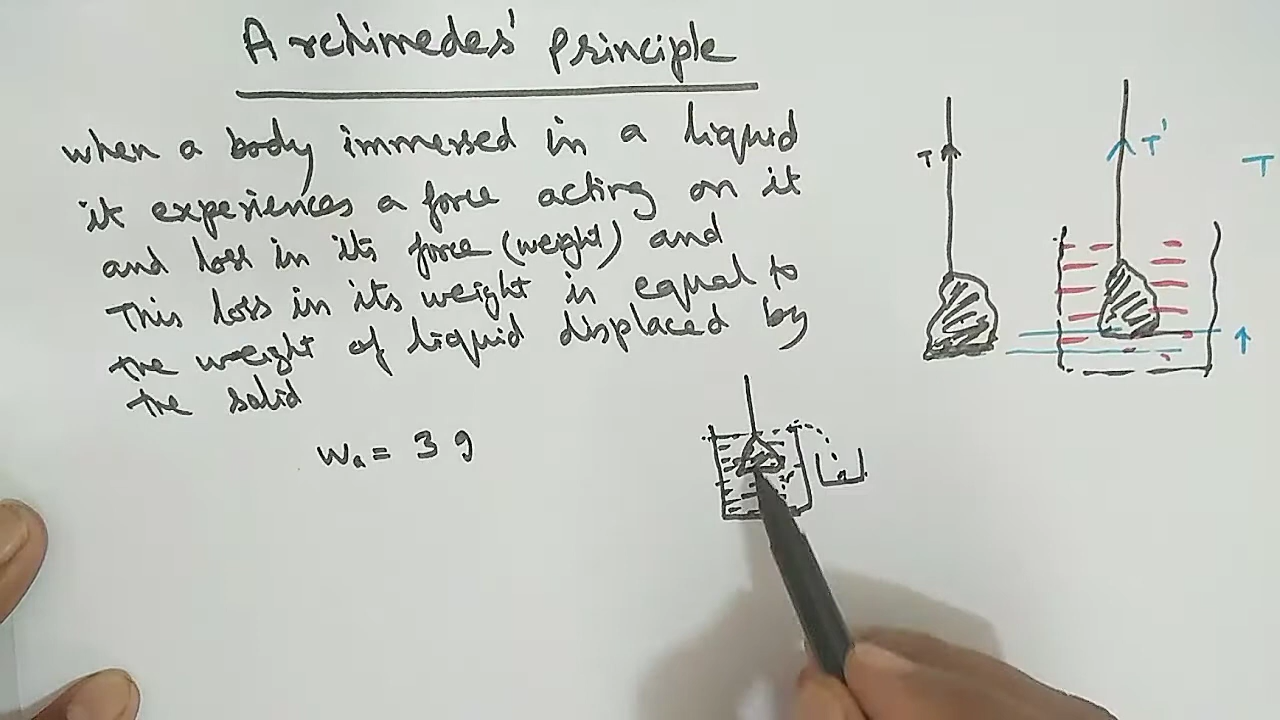 Archimedes' Principle
when a body immersed in a liquid
it experiences a force acting on it
and loss in its force (weight) and
This loss in its weight is equal to
the weight of liquid displaced by
the solid
Wa = 3 g
T
T'
T